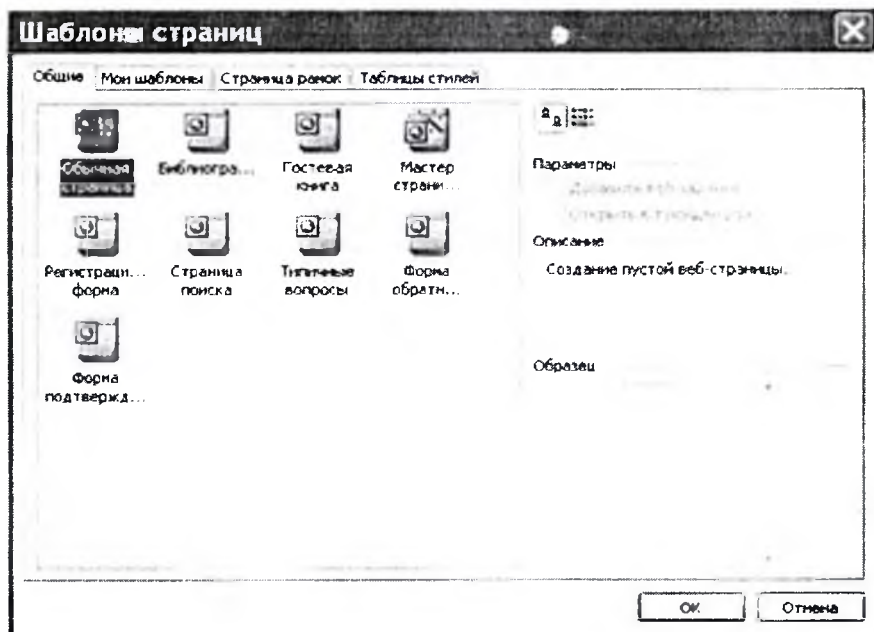 Шаблоны страниц
Общие Мои шаблоны Страница рамок Таблицы стилей
Обычная страница
Библиогра...
Гостевая книга
Мастер страни...
Регистраци... форма
Страница поиска
Типичные вопросы
Форма обратн...
Форма подтвержд...
Параметры
Описание
Создание пустой веб-страницы.
Образец
ОК Отмена